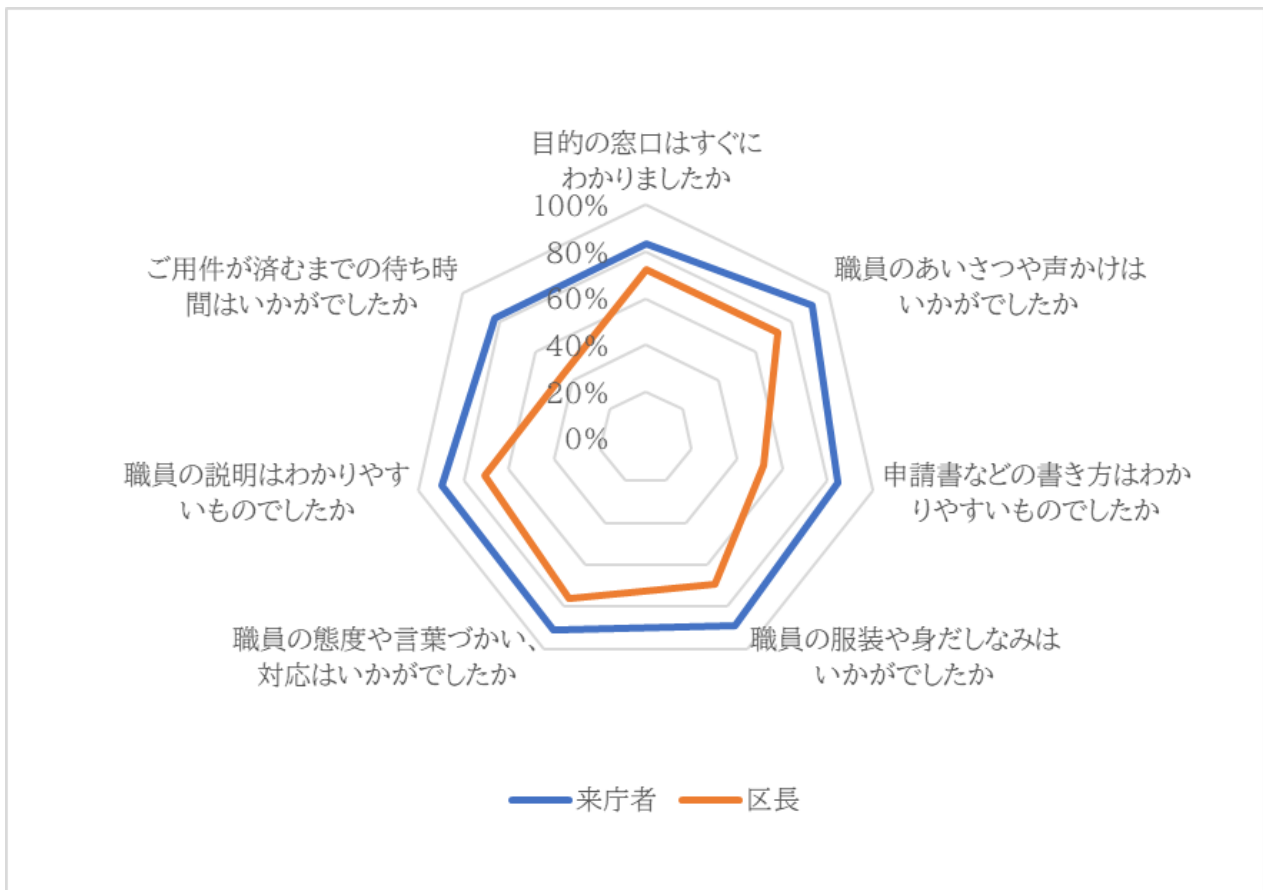 目的の窓口はすぐに
わかりましたか
100%
80%
60%
40%
20%
0%
職員のあいさつや声かけは
いかがでしたか
申請書などの書き方はわか
りやすいものでしたか
職員の服装や身だしなみは
いかがでしたか
職員の態度や言葉づかい、
対応はいかがでしたか
職員の説明はわかりやす
いものでしたか
ご用件が済むまでの待ち時
間はいかがでしたか
来庁者
区長